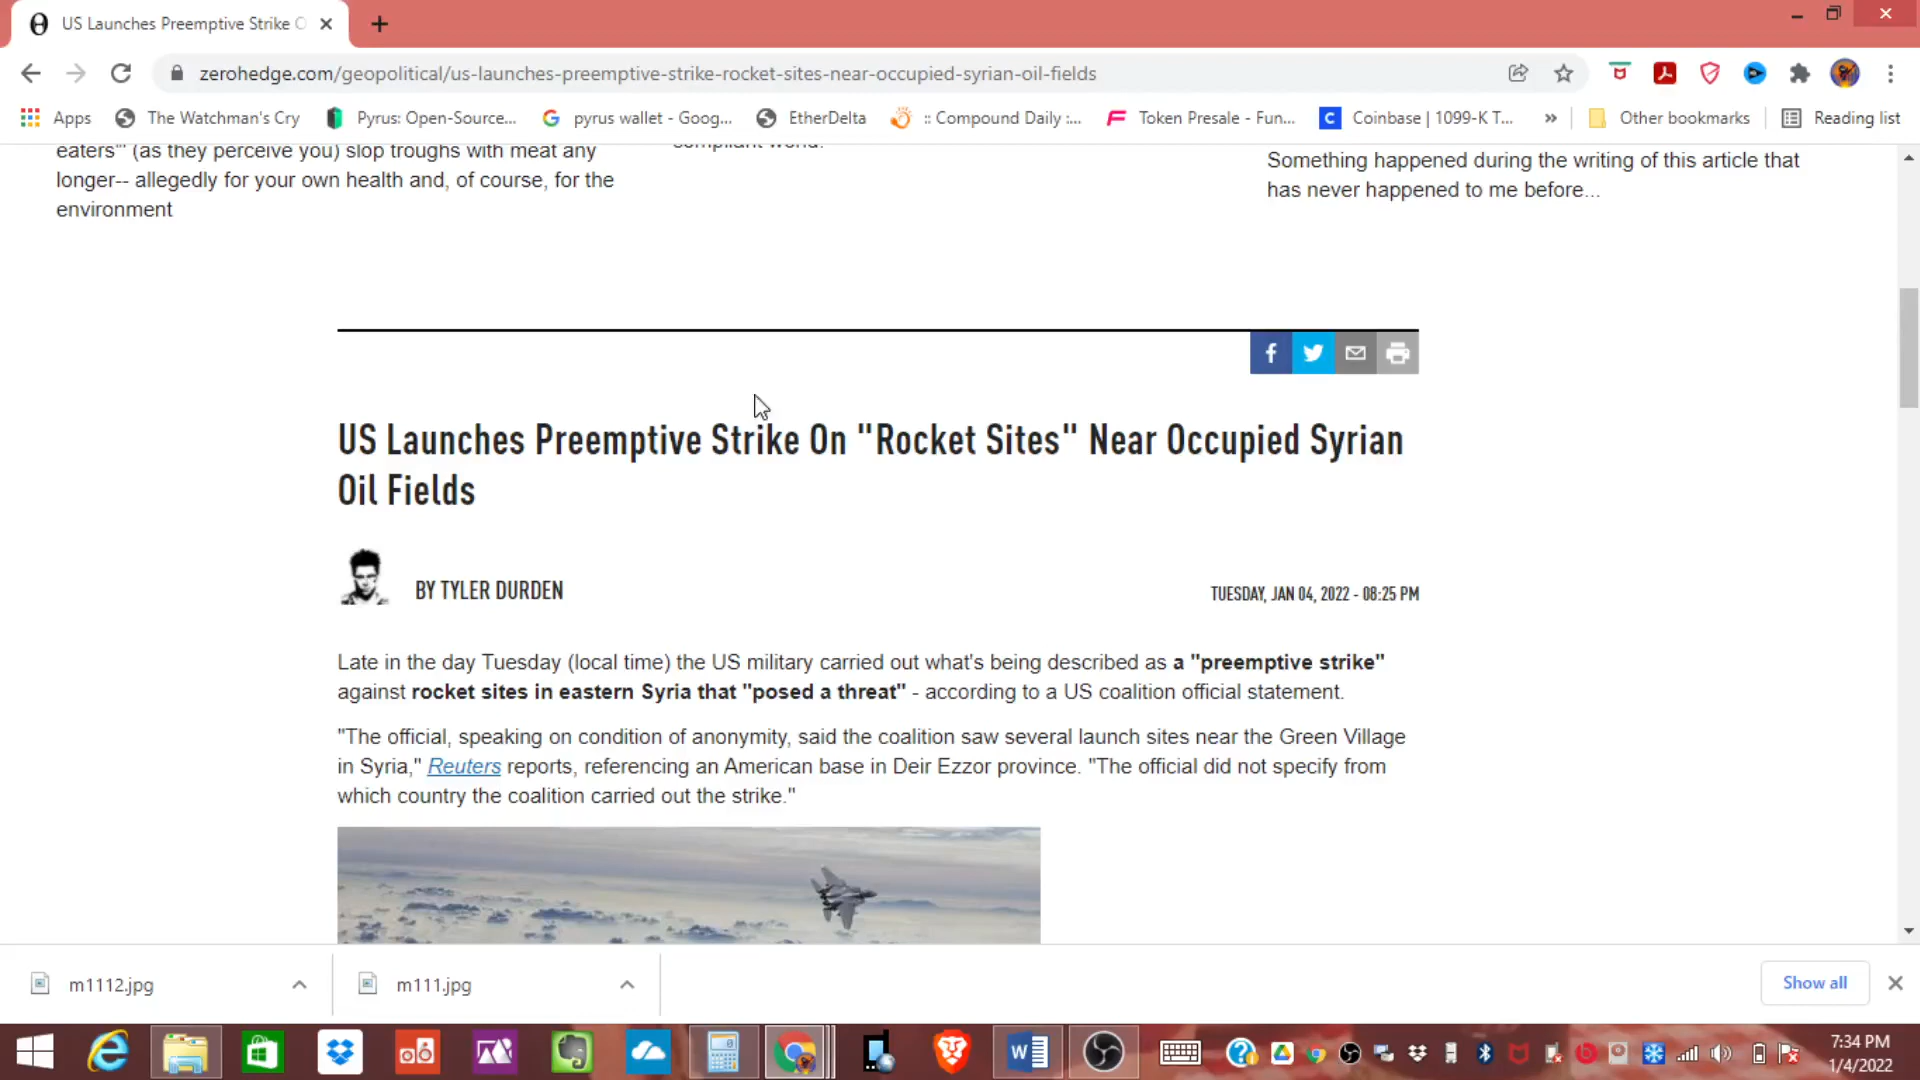 US Launches Preemptive Strike O
zerohedge.com/geopolitical/us-launches-preemptive-strike-rocket-sites-near-occupied-syrian-oil-fields
Apps The Watchman's Cry Pyrus: Open-Source... pyrus wallet - Goog... EtherDelta :: Compound Daily :... Token Presale - Fun... Coinbase | 1099-K T... » Other bookmarks Reading list
eaters"' (as they perceive you) slop troughs with meat any
longer-- allegedly for your own health and, of course, for the
environment
compliant world.
Something happened during the writing of this article that
has never happened to me before...
US Launches Preemptive Strike On "Rocket Sites" Near Occupied Syrian
Oil Fields
BY TYLER DURDEN
TUESDAY, JAN 04, 2022 - 08:25 PM
Late in the day Tuesday (local time) the US military carried out what's being described as a "preemptive strike"
against rocket sites in eastern Syria that "posed a threat" - according to a US coalition official statement.
"The official, speaking on condition of anonymity, said the coalition saw several launch sites near the Green Village
in Syria," Reuters reports, referencing an American base in Deir Ezzor province. "The official did not specify from
which country the coalition carried out the strike."
m1112.jpg
m111.jpg
Show all
7:34 PM
1/4/2022